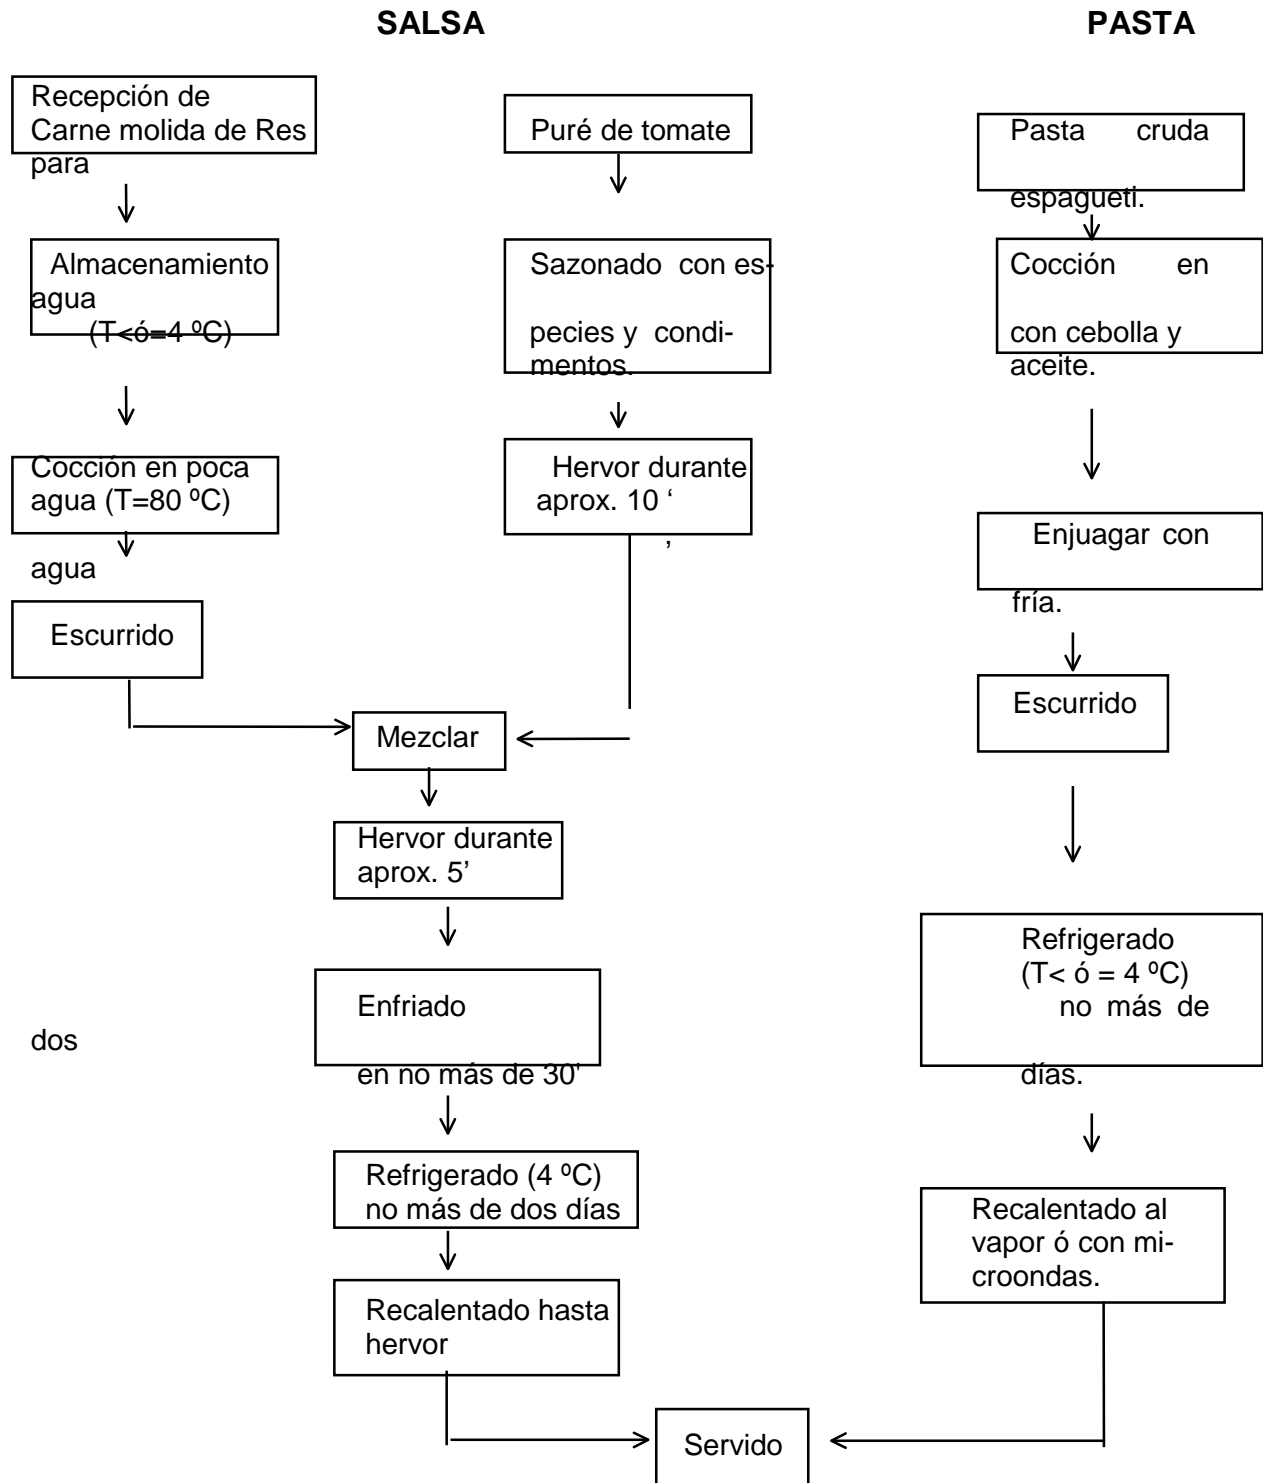 SALSA
PASTA
Recepción de
Carne molida de Res
para
Almacenamiento
agua
(T<ó=4 ºC)
Cocción en poca
agua (T=80 ºC)
agua
Escurrido
Puré de tomate
Sazonado con es-
pecies y condi-
mentos.
Hervor durante
aprox. 10 ‘
’
Mezclar
Hervor durante
aprox. 5’
Enfriado
en no más de 30'
dos
Refrigerado (4 ºC)
no más de dos días
Recalentado hasta
hervor
Pasta cruda
espagueti.
Cocción en
con cebolla y
aceite.
Enjuagar con
fría.
Escurrido
Refrigerado
(T< ó = 4 ºC)
no más de
días.
Recalentado al
vapor ó con mi-
croondas.
Servido